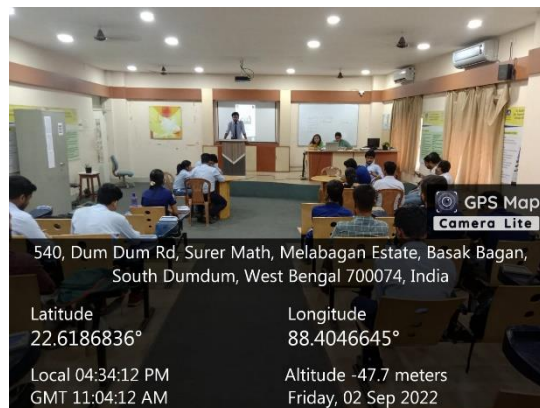 GPS Map
Camera Lite
540, Dum Dum Rd, Surer Math, Melabagan Estate, Basak Bagan,
South Dumdum, West Bengal 700074, India
Latitude
22.6186836°
Longitude
88.4046645°
Local 04:34:12 PM
GMT 11:04:12 AM
Altitude -47.7 meters
Friday, 02 Sep 2022